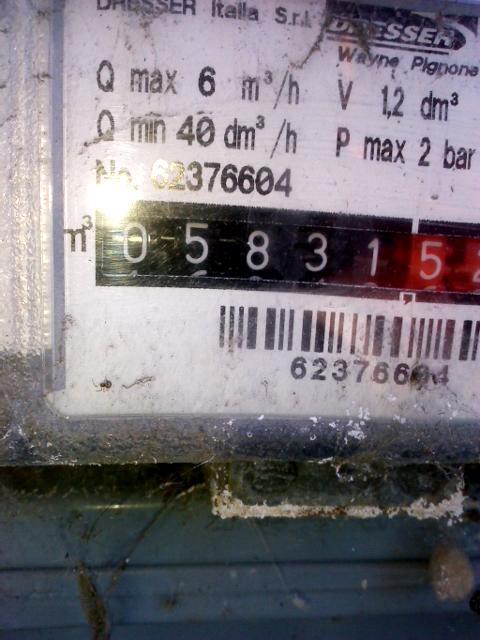 DRESSER Italia S.r.l.
DRESSER
Wayne Pignone
Q max 6 m³/h V 1,2 dm³
Q min 40 dm³/h P max 2 bar
No. 62376604
m³ 0 5 8 3 1 5 2
62376604